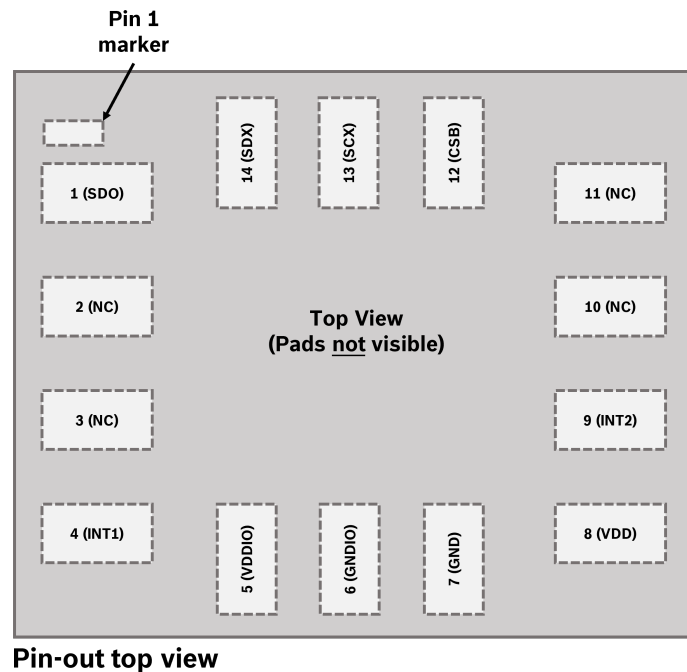 Pin 1
marker
14 (SDX)
13 (SCX)
12 (CSB)
1 (SDO)
11 (NC)
2 (NC)
10 (NC)
Top View
(Pads not visible)
3 (NC)
9 (INT2)
4 (INT1)
5 (VDDIO)
6 (GNDIO)
7 (GND)
8 (VDD)
Pin-out top view